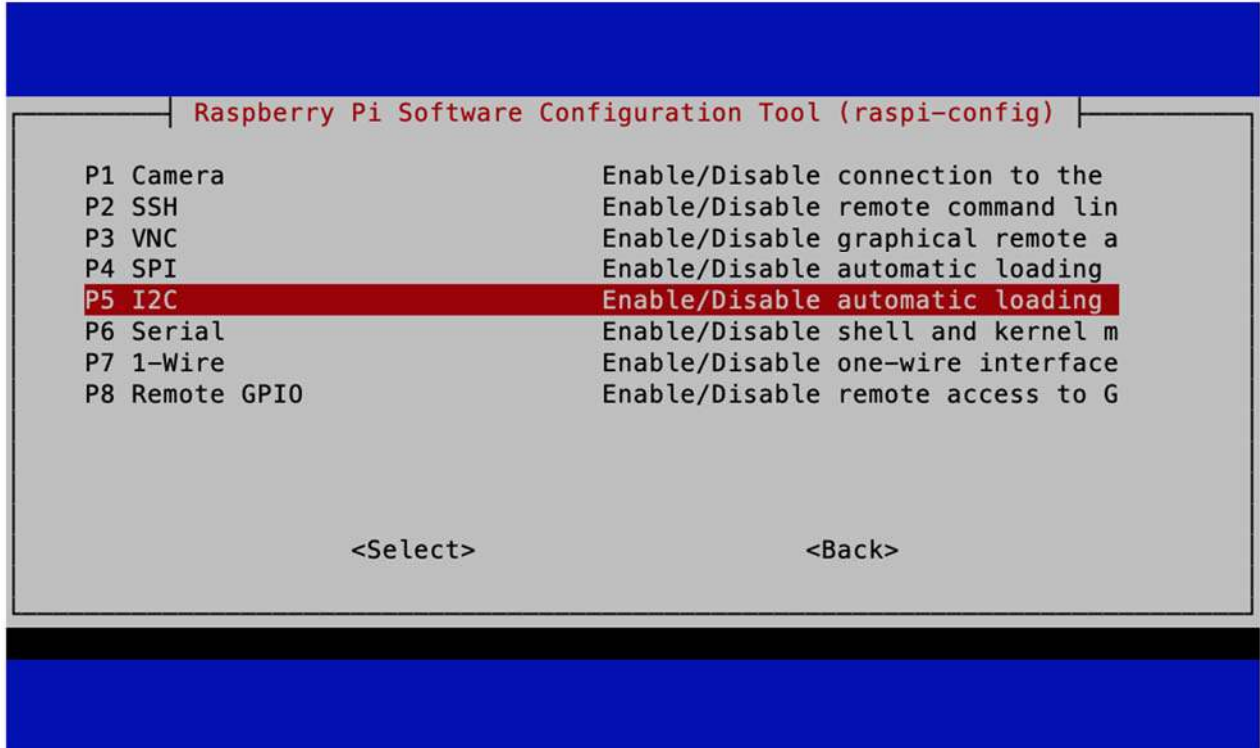 Raspberry Pi Software Configuration Tool (raspi-config)
P1 Camera Enable/Disable connection to the
P2 SSH Enable/Disable remote command lin
P3 VNC Enable/Disable graphical remote a
P4 SPI Enable/Disable automatic loading
P5 I2C Enable/Disable automatic loading
P6 Serial Enable/Disable shell and kernel m
P7 1-Wire Enable/Disable one-wire interface
P8 Remote GPIO Enable/Disable remote access to G
<Select> <Back>